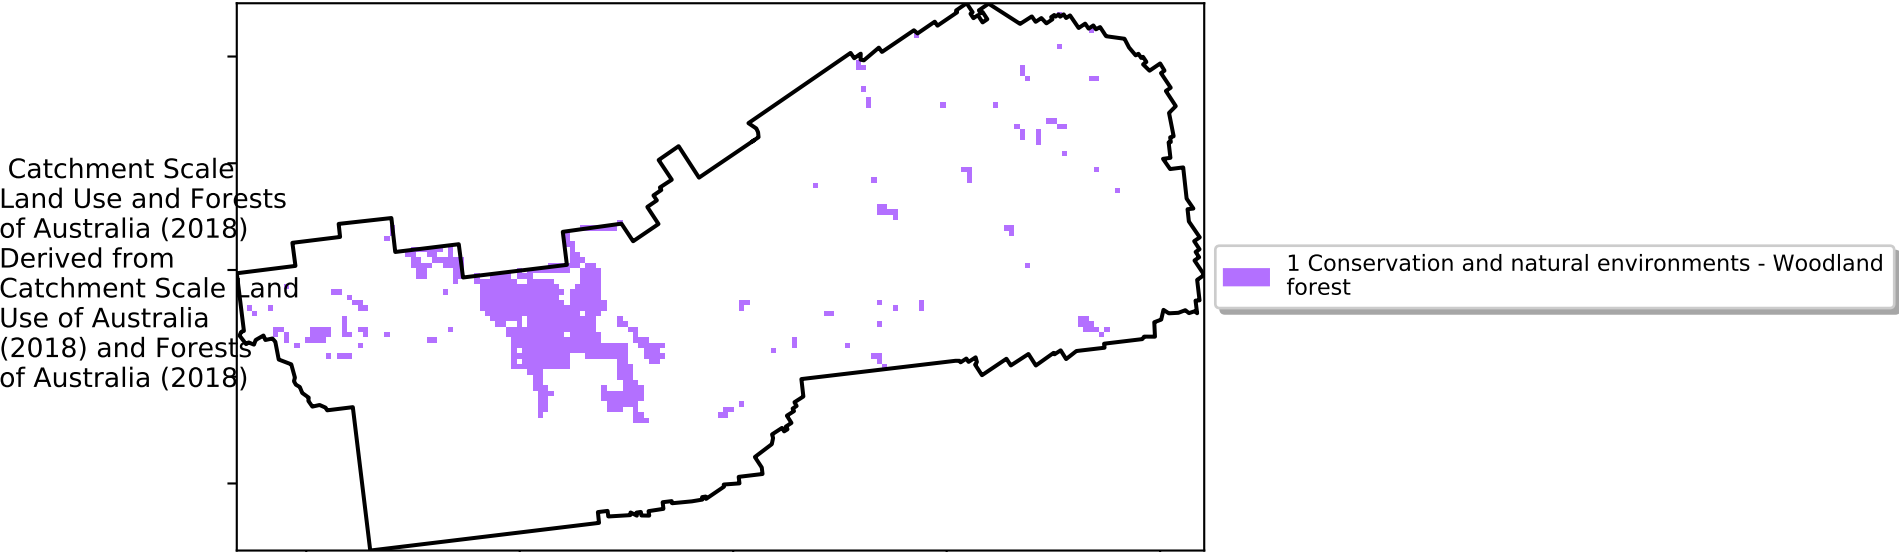 Catchment Scale
Land Use and Forests
of Australia (2018)
Derived from
Catchment Scale Land
Use of Australia
(2018) and Forests
of Australia (2018)
1 Conservation and natural environments - Woodland
forest